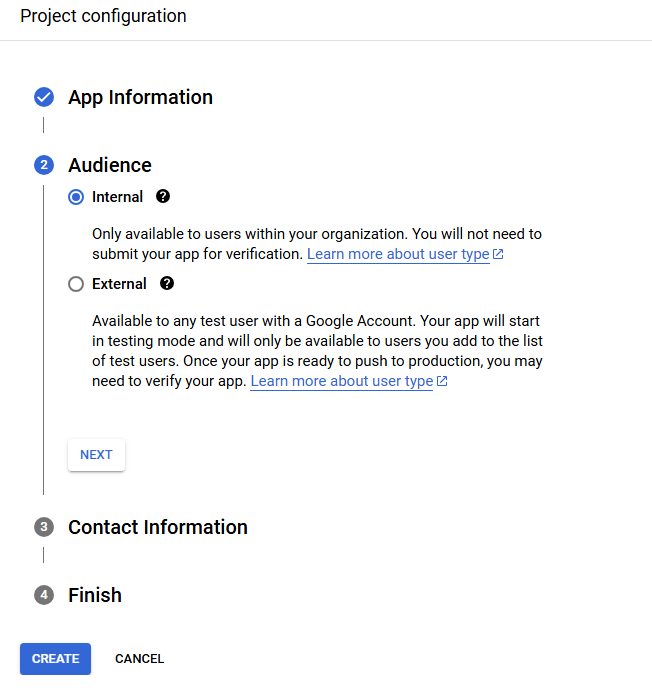 Project configuration
App Information
2
Audience
Internal
Only available to users within your organization. You will not need to
submit your app for verification. Learn more about user type
External
Available to any test user with a Google Account. Your app will start
in testing mode and will only be available to users you add to the list
of test users. Once your app is ready to push to production, you may
need to verify your app. Learn more about user type
NEXT
3 Contact Information
4 Finish
CREATE CANCEL